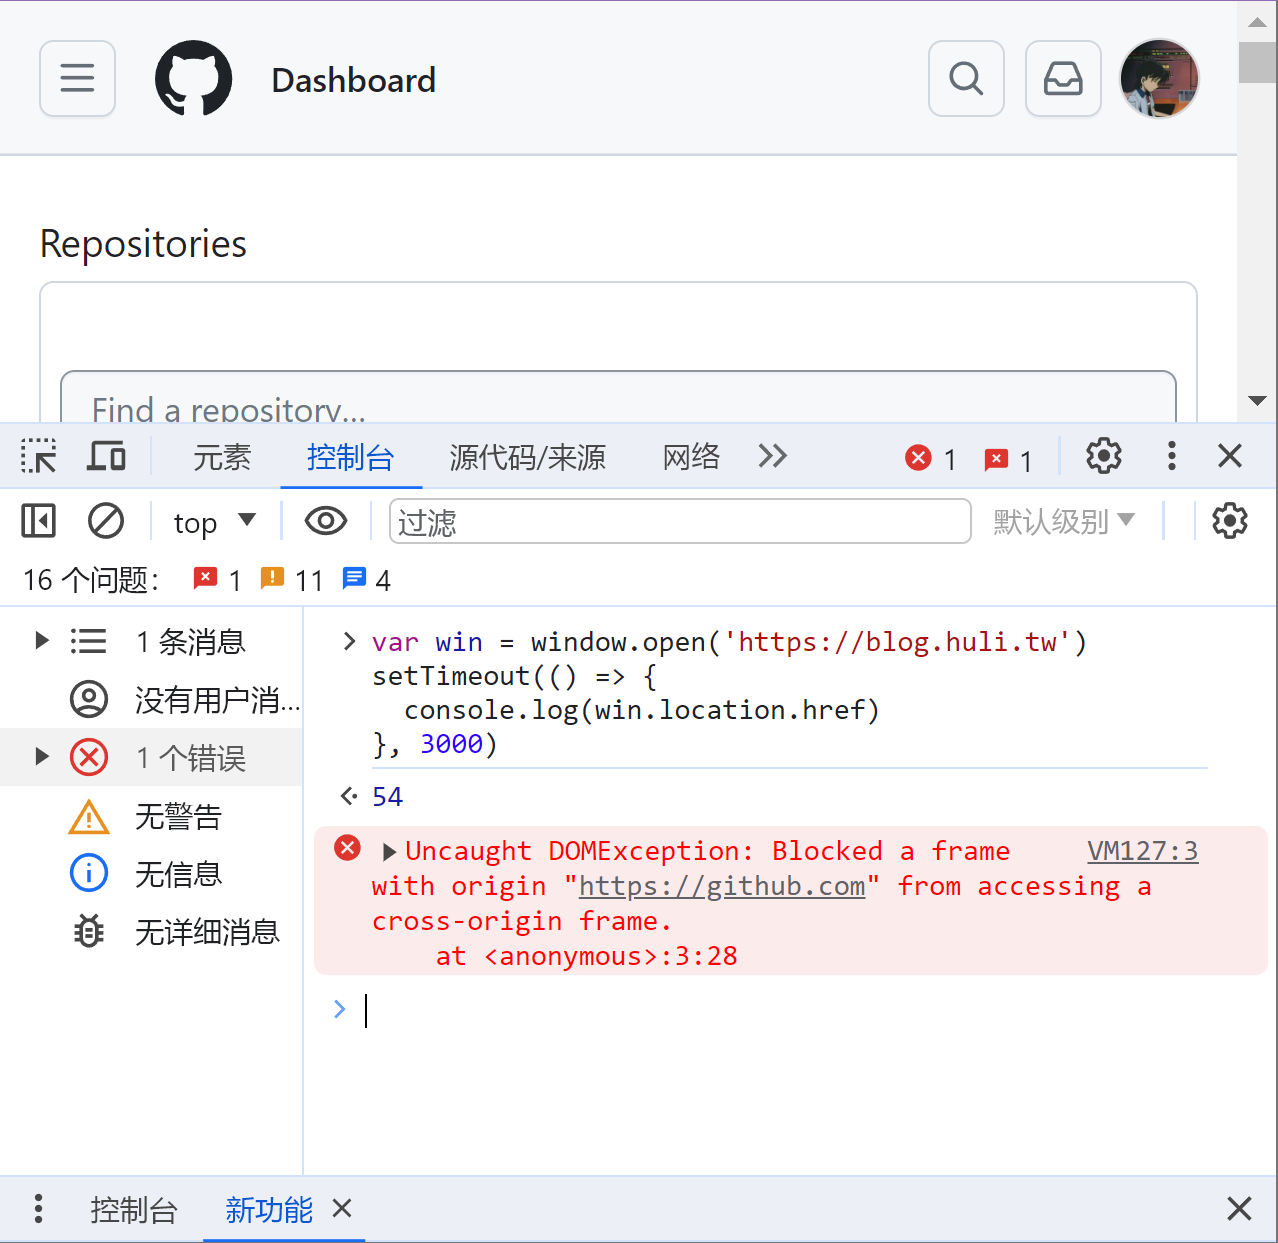 Dashboard
Repositories
Find a repository...
元素 控制台 源代码/来源 网络 1 1
top 过滤 默认级别
16 个问题： 1 11 4
1 条消息
没有用户消...
1 个错误
无警告
无信息
无详细消息
var win = window.open('https://blog.huli.tw')
setTimeout(() => {
  console.log(win.location.href)
}, 3000)
54
Uncaught DOMException: Blocked a frame VM127:3
with origin "https://github.com" from accessing a
cross-origin frame.
    at <anonymous>:3:28
控制台 新功能